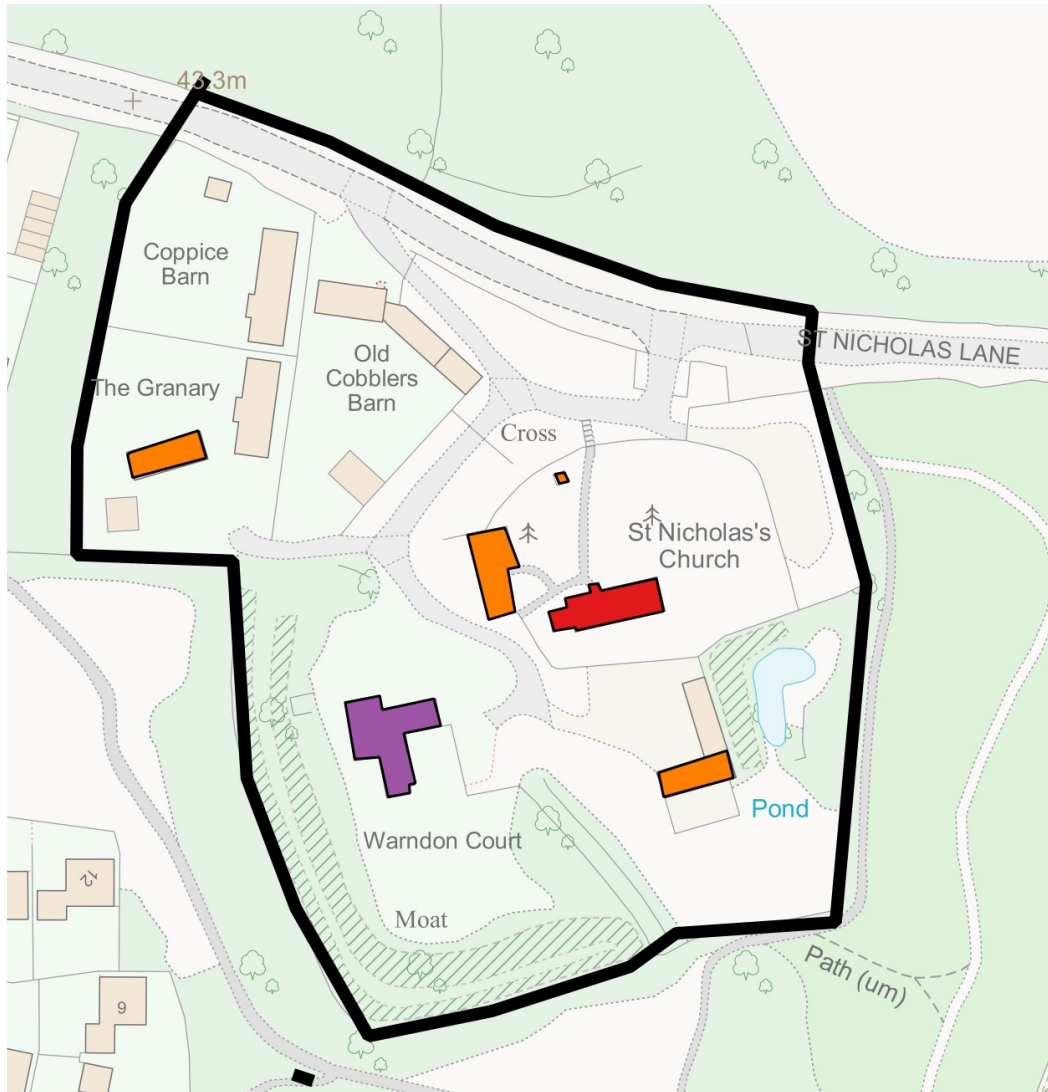 43.3m
Coppice
Barn
ST NICHOLAS LANE
Old
Cobblers
Barn
The Granary
Cross
St Nicholas's
Church
Pond
Warndon Court
Moat
12
Path (um)
9